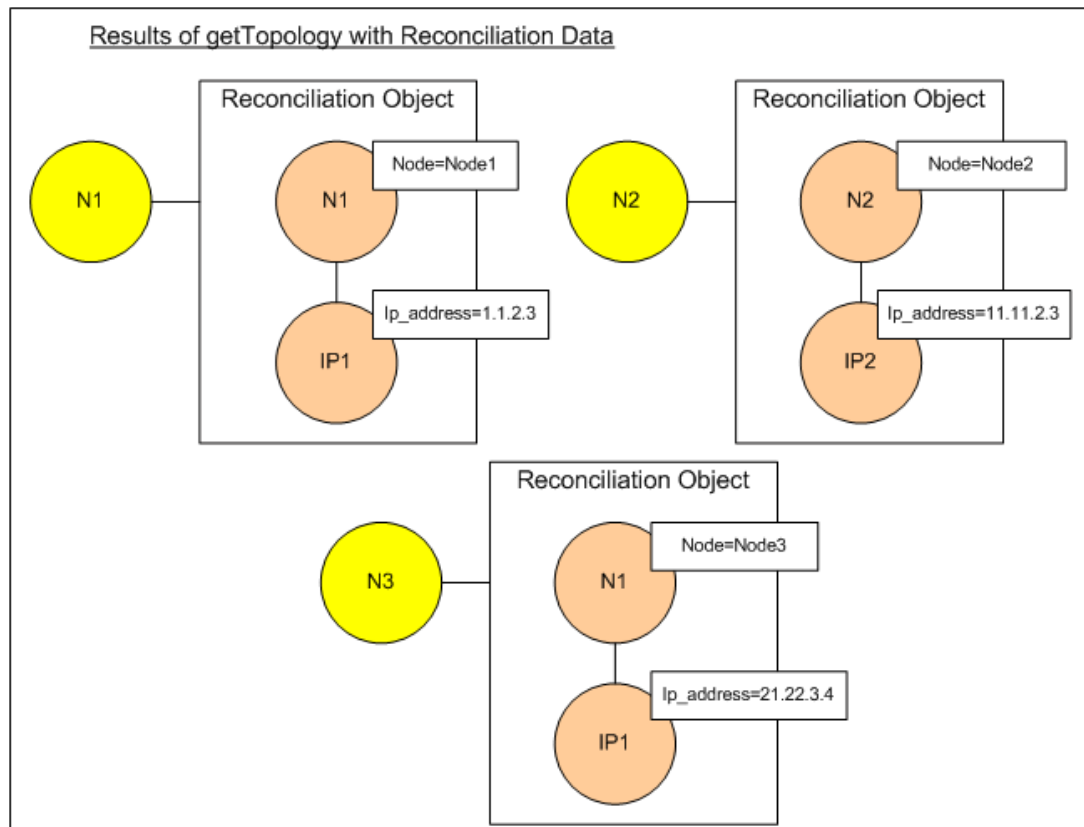 Results of getTopology with Reconciliation Data
Reconciliation Object
N1
N1
Node=Node1
IP1
Ip_address=1.1.2.3
Reconciliation Object
N2
N2
Node=Node2
IP2
Ip_address=11.11.2.3
Reconciliation Object
N3
N1
Node=Node3
IP1
Ip_address=21.22.3.4